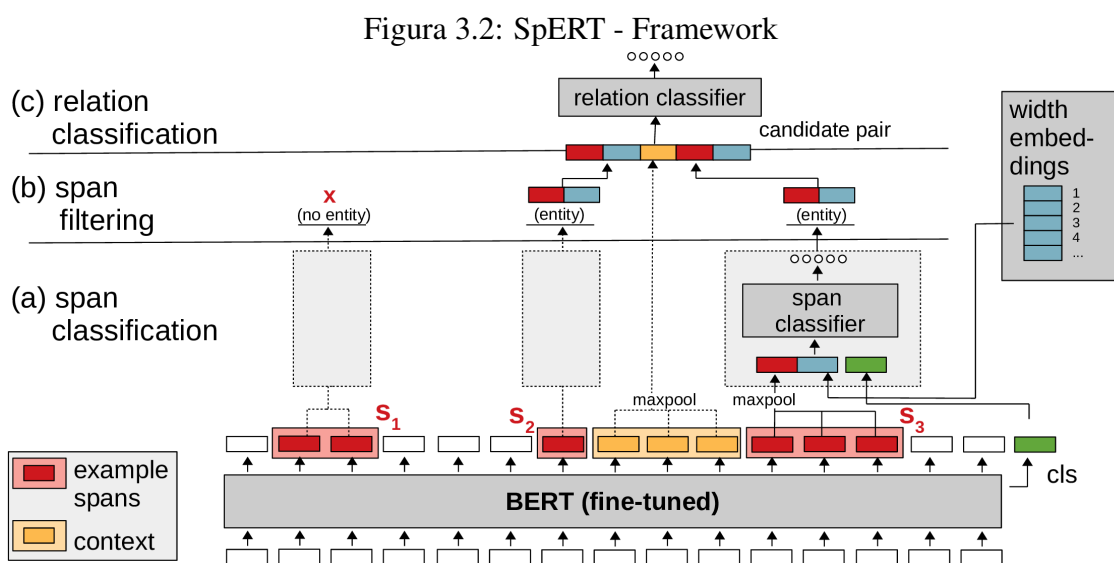 Figura 3.2: SpERT - Framework
(c) relation
classification
relation classifier
candidate pair
width
embed-
dings
1
2
3
4
...
(b) span
filtering
x
(no entity)
(entity)
(entity)
(a) span
classification
span
classifier
maxpool
maxpool
s1
s2
s3
example
spans
context
BERT (fine-tuned)
cls